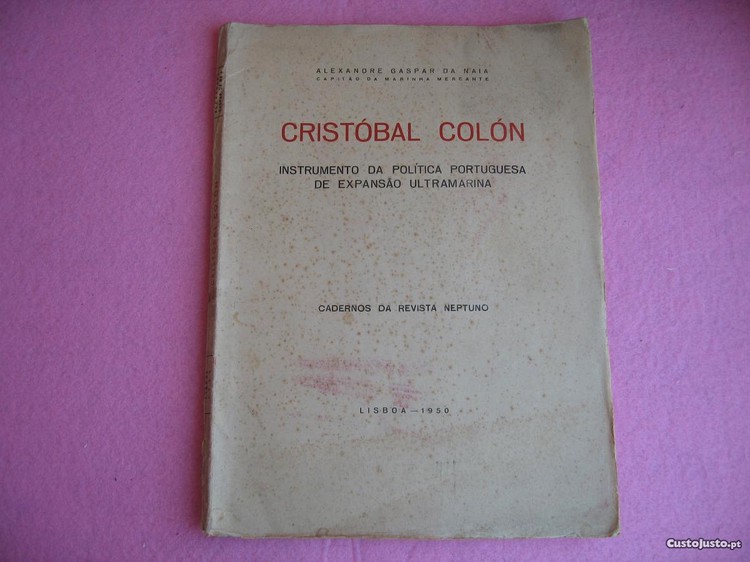 ALEXANDRE GASPAR DA NAIA
CAPITÃO DA MARINHA MERCANTE
CRISTÓBAL COLÓN
INSTRUMENTO DA POLÍTICA PORTUGUESA
DE EXPANSÃO ULTRAMARINA
CADERNOS DA REVISTA NEPTUNO
LISBOA — 1950
CustoJusto.pt